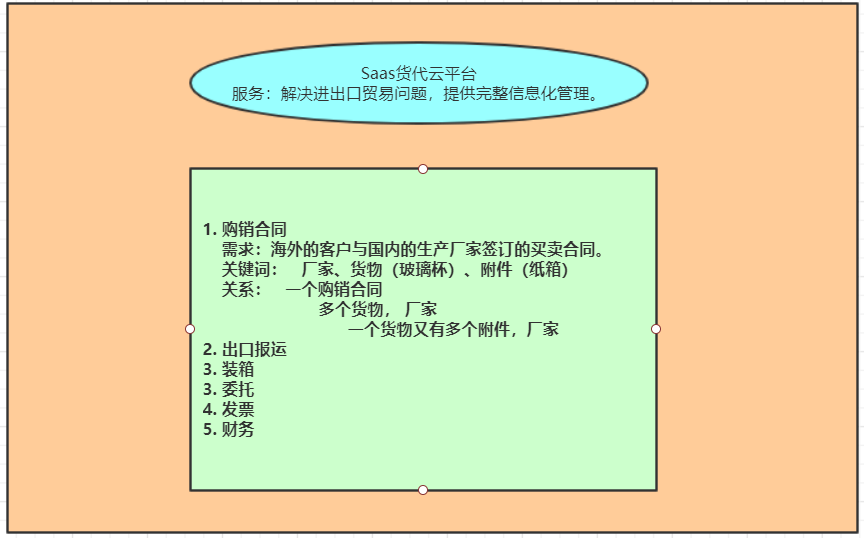 Saas货代云平台
服务：解决进出口贸易问题，提供完整信息化管理。
1. 购销合同
需求：海外的客户与国内的生产厂家签订的买卖合同。
关键词： 厂家、货物（玻璃杯）、附件（纸箱）
关系： 一个购销合同
多个货物， 厂家
一个货物又有多个附件，厂家
2. 出口报运
3. 装箱
3. 委托
4. 发票
5. 财务